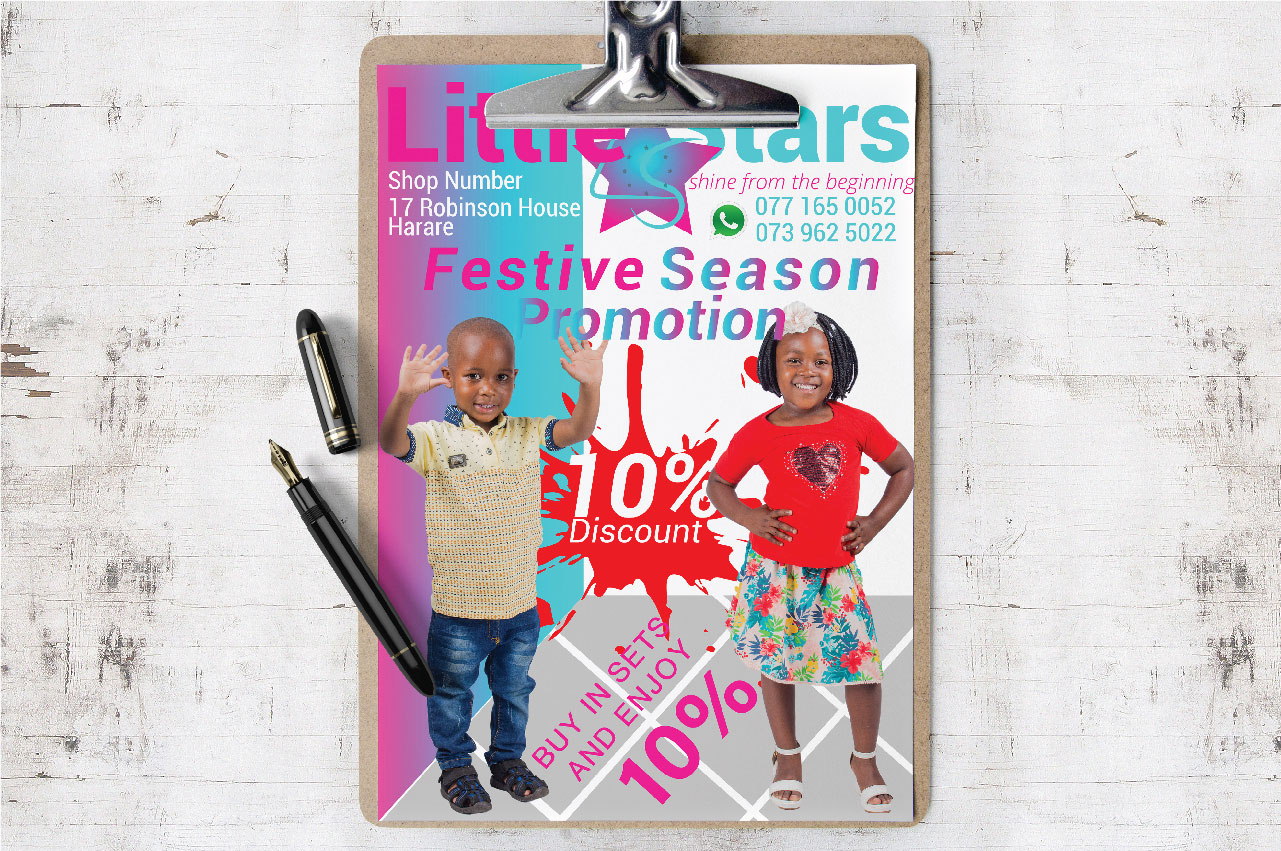 Little Stars
shine from the beginning
Shop Number
17 Robinson House
Harare
077 165 0052
073 962 5022
Festive Season
Promotion
10%
Discount
BUY IN SETS
AND ENJOY
10%